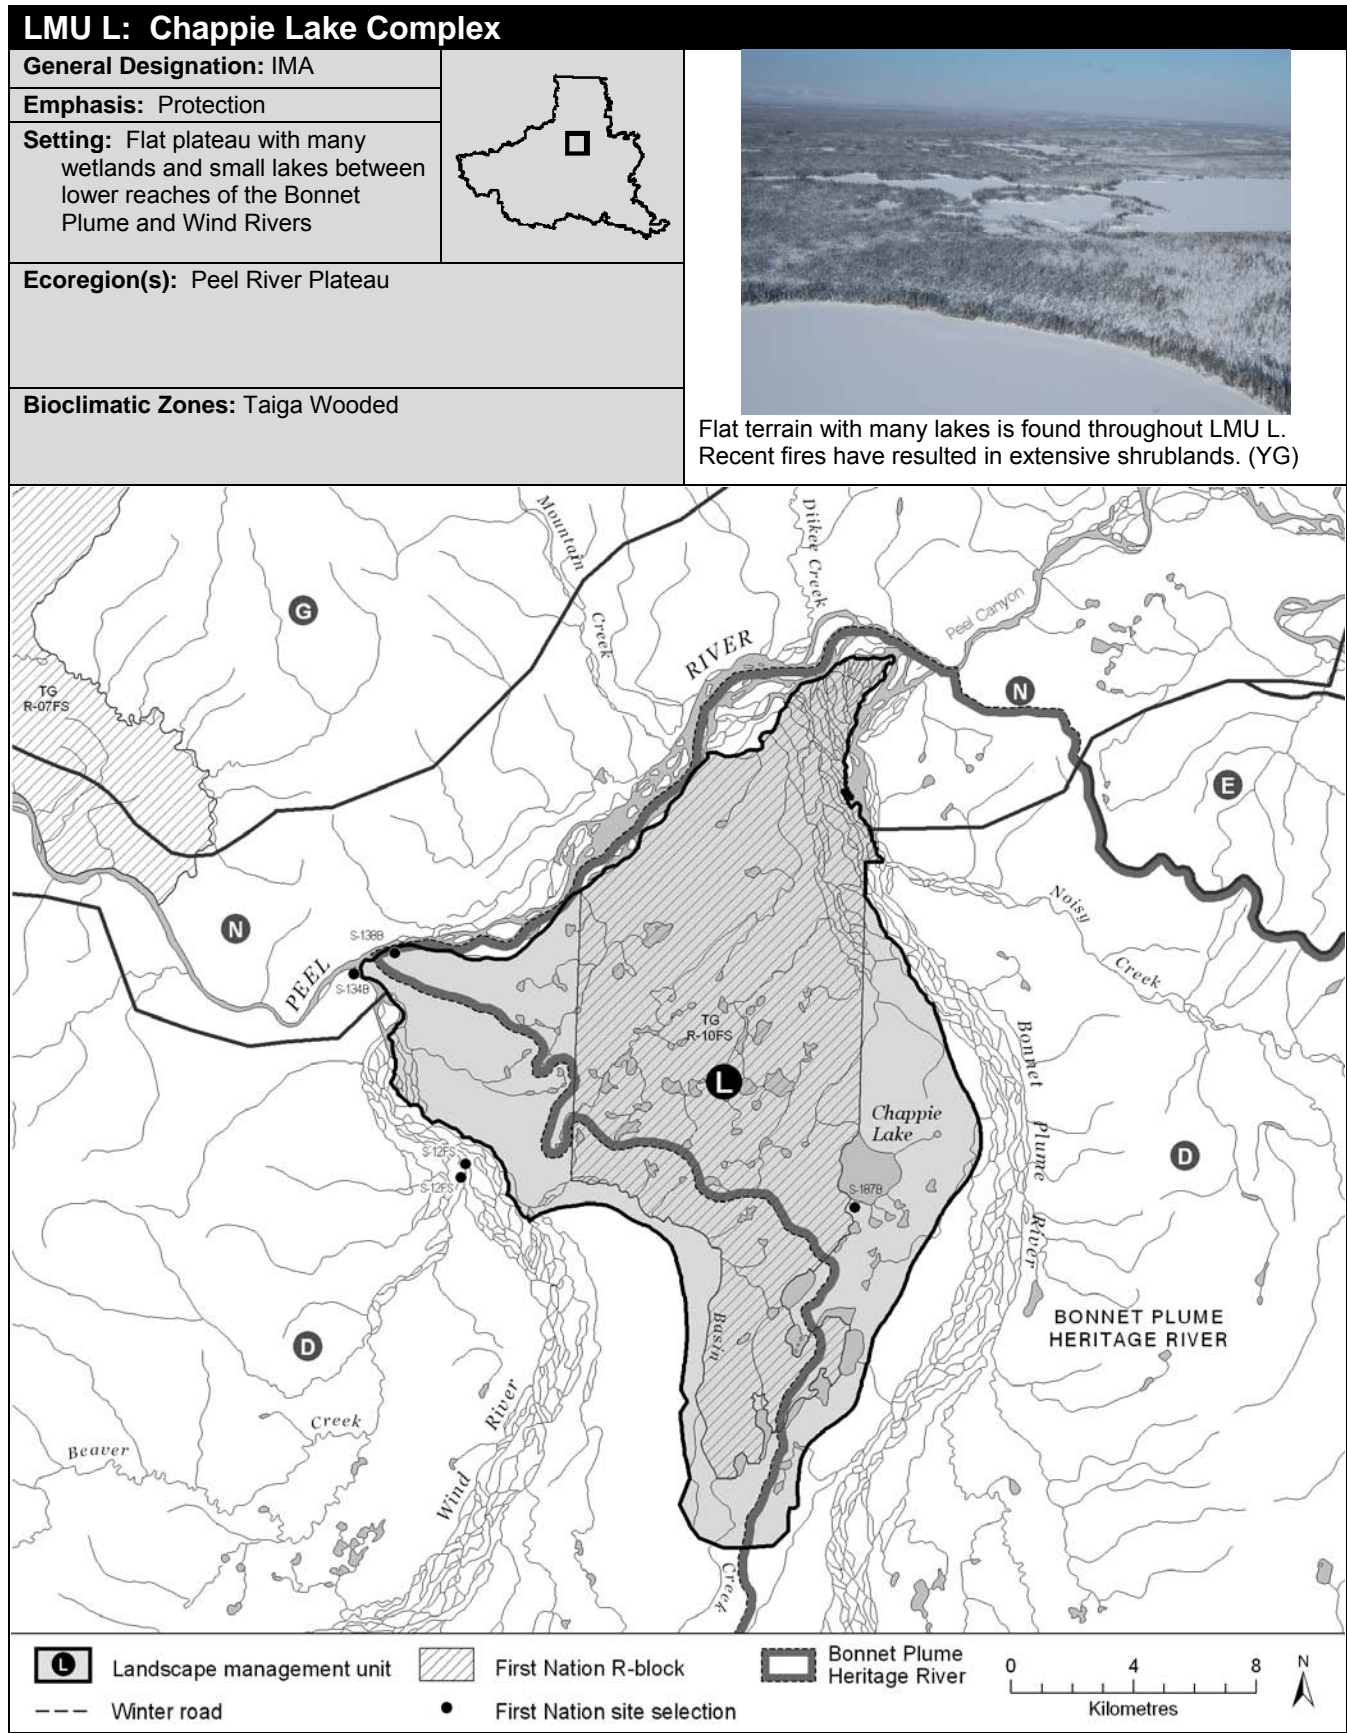 LMU L: Chappie Lake Complex
General Designation: IMA
Emphasis: Protection
Setting: Flat plateau with many
wetlands and small lakes between
lower reaches of the Bonnet
Plume and Wind Rivers
Ecoregion(s): Peel River Plateau
Bioclimatic Zones: Taiga Wooded
Flat terrain with many lakes is found throughout LMU L.
Recent fires have resulted in extensive shrublands. (YG)
Mountain
Creek
Diikee Creek
Peel Canyon
G
RIVER
TG
R-07FS
N
E
Noisy
Creek
N
S-138B
PEEL
S-134B
TG
R-10FS
L
Bonnet
Plume
River
Chappie
Lake
D
S-12FS
S-12FS
S-187B
BONNET PLUME
HERITAGE RIVER
D
Basin
Creek
River
Wind
Creek
Beaver
L
Landscape management unit
First Nation R-block
Bonnet Plume
Heritage River
0 4 8
Kilometres
N
Winter road
First Nation site selection